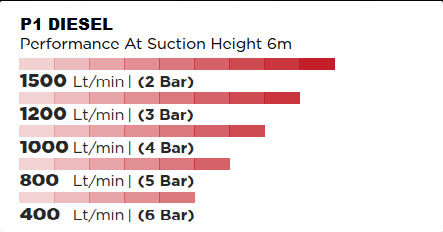 P1 DIESEL
Performance At Suction Height 6m
1500 Lt/min | (2 Bar)
1200 Lt/min | (3 Bar)
1000 Lt/min | (4 Bar)
800 Lt/min | (5 Bar)
400 Lt/min | (6 Bar)